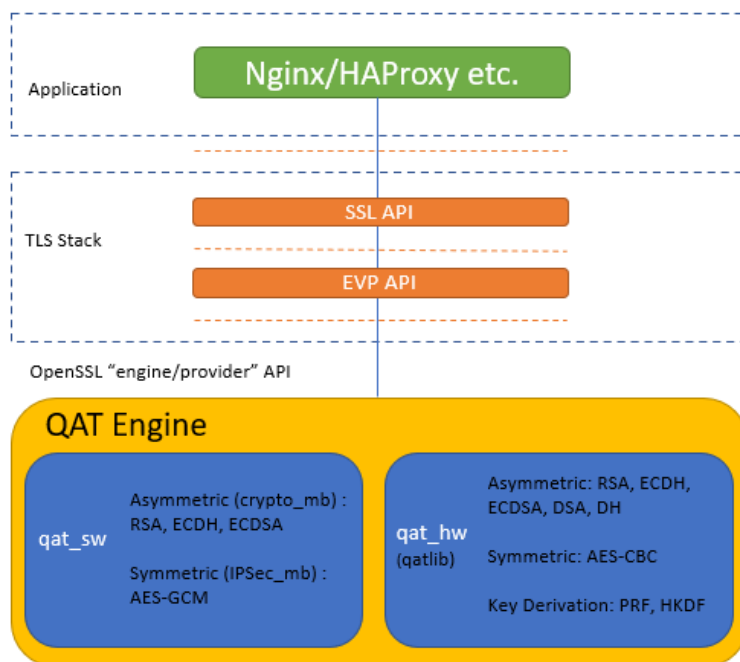 Nginx/HAProxy etc.
Application
SSL API
TLS Stack
EVP API
OpenSSL “engine/provider” API
QAT Engine
qat_sw
Asymmetric (crypto_mb) :
RSA, ECDH, ECDSA
Symmetric (IPSec_mb) :
AES-GCM
qat_hw
(qatlib)
Asymmetric: RSA, ECDH,
ECDSA, DSA, DH
Symmetric: AES-CBC
Key Derivation: PRF, HKDF